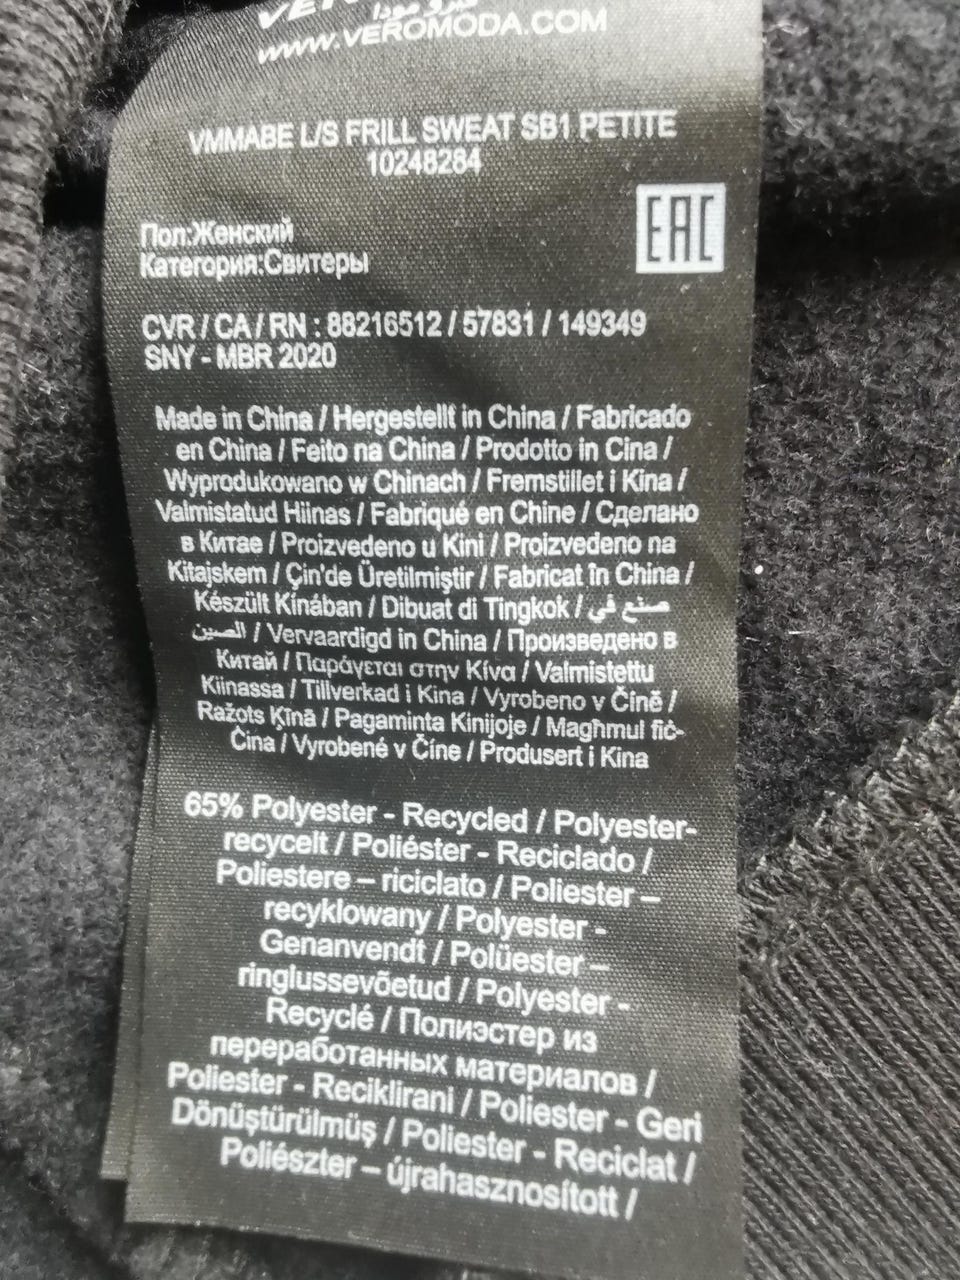 VERO
فيرو مودا
WWW.VEROMODA.COM
VMMABE L/S FRILL SWEAT SB1 PETITE
10248284
EAC
Пол:Женский
Категория:Свитеры
CVR / CA / RN : 88216512 / 57831 / 149349
SNY - MBR 2020
Made in China / Hergestellt in China / Fabricado
en China / Feito na China / Prodotto in Cina /
Wyprodukowano w Chinach / Fremstillet i Kina /
Valmistatud Hiinas / Fabriqué en Chine / Сделано
в Китае / Proizvedeno u Kini / Proizvedeno na
Kitajskem / Çin'de Üretilmiştir / Fabricat în China /
Készült Kínában / Dibuat di Tingkok / صنع في
الصين / Vervaardigd in China / Произведено в
Китай / Παράγεται στην Κίνα / Valmistettu
Kiinassa / Tillverkad i Kina / Vyrobeno v Číně /
Ražots Ķīnā / Pagaminta Kinijoje / Magħmul fiċ-
Ċina / Vyrobené v Číne / Produsert i Kina
65% Polyester - Recycled / Polyester-
recycelt / Poliéster - Reciclado /
Poliestere – riciclato / Poliester –
recyklowany / Polyester -
Genanvendt / Polüester –
ringlussevõetud / Polyester -
Recyclé / Полиэстер из
переработанных материалов /
Poliester - Reciklirani / Poliester - Geri
Dönüştürülmüş / Poliester - Reciclat /
Poliészter – újrahasznosított /